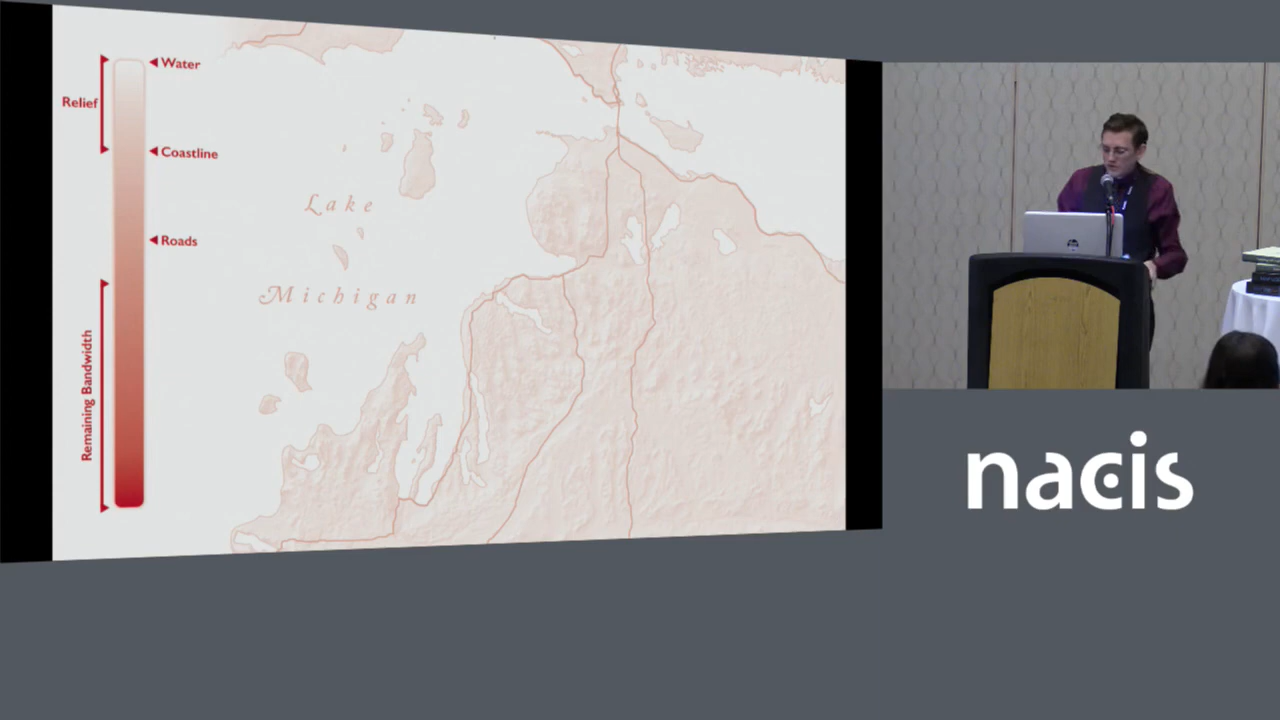 Water
Relief
Coastline
Roads
Remaining Bandwidth
Lake
Michigan
nacis